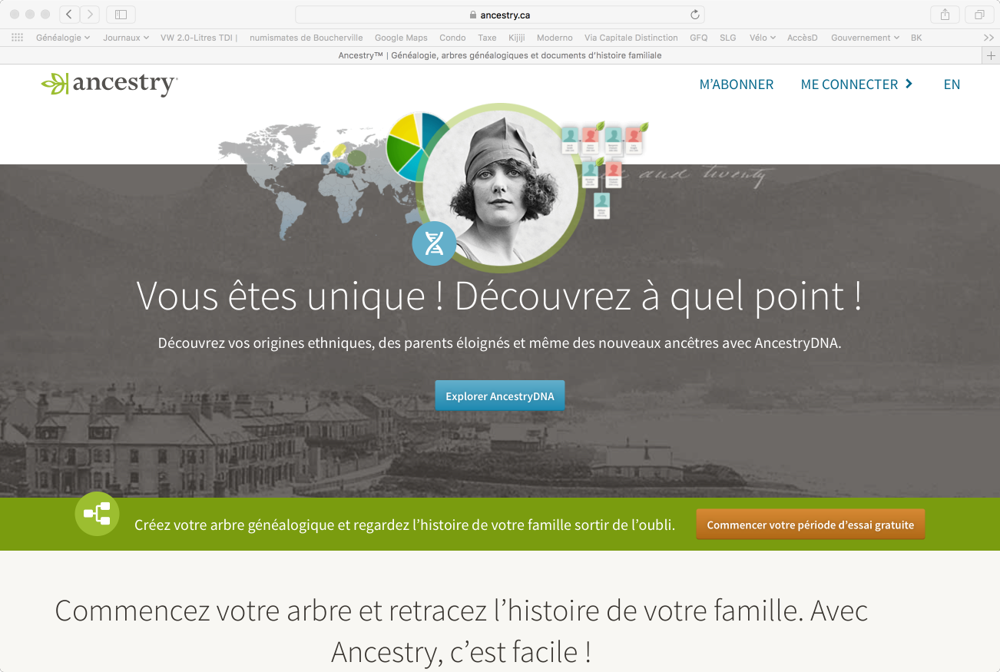 ancestry.ca
Généalogie Journaux VW 2.0-Litres TDI | numismates de Boucherville Google Maps Condo Taxe Kijiji Moderno Via Capitale Distinction GFQ SLG Vélo AccèsD Gouvernement BK
Ancestry™ | Généalogie, arbres généalogiques et documents d’histoire familiale
ancestry M’ABONNER ME CONNECTER EN
and twenty
Vous êtes unique ! Découvrez à quel point !
Découvrez vos origines ethniques, des parents éloignés et même des nouveaux ancêtres avec AncestryDNA.
Explorer AncestryDNA
Créez votre arbre généalogique et regardez l’histoire de votre famille sortir de l’oubli. Commencer votre période d’essai gratuite
Commencez votre arbre et retracez l’histoire de votre famille. Avec
Ancestry, c’est facile !